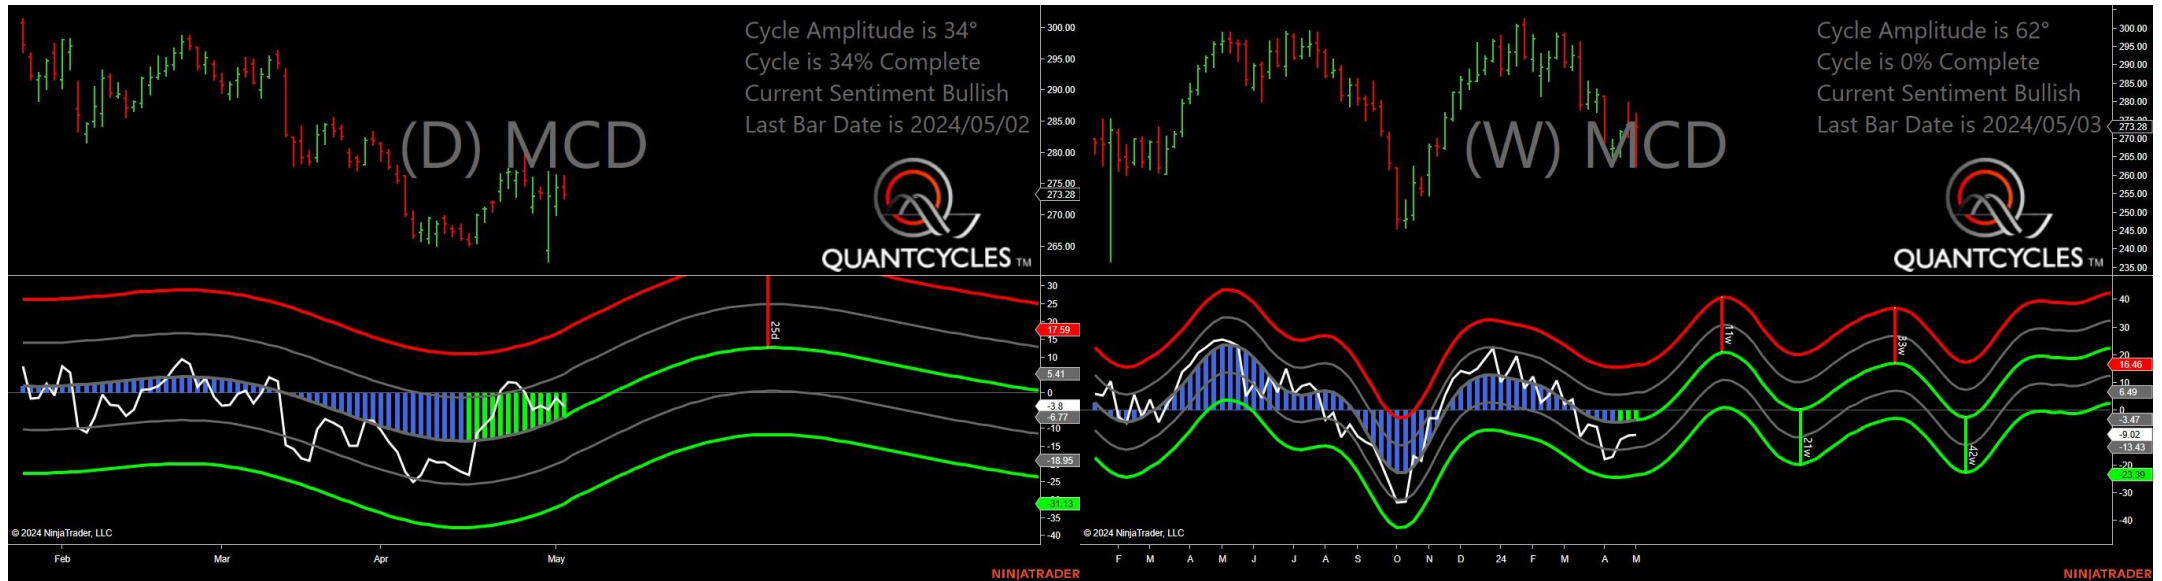 Cycle Amplitude is 34°
Cycle is 34% Complete
Current Sentiment Bullish
Last Bar Date is 2024/05/02
(D) MCD
QUANTCYCLES TM
300.00
295.00
290.00
285.00
280.00
275.00
273.28
270.00
265.00
30
25
20
17.59
15
10
5.41
0
-3.8
-6.77
-10
-15
-18.95
-25
-31.13
-35
-40
25d
© 2024 NinjaTrader, LLC
Feb Mar Apr May
NINJATRADER
Cycle Amplitude is 62°
Cycle is 0% Complete
Current Sentiment Bullish
Last Bar Date is 2024/05/03
(W) MCD
QUANTCYCLES TM
300.00
295.00
290.00
285.00
280.00
275.00
273.28
270.00
265.00
260.00
255.00
250.00
245.00
240.00
235.00
40
30
20
16.46
10
6.49
0
-3.47
-9.02
-13.43
-20
-23.39
-30
-40
11w
21w
33w
42w
© 2024 NinjaTrader, LLC
F M A M J J A S O N D 24 F M A M
NINJATRADER